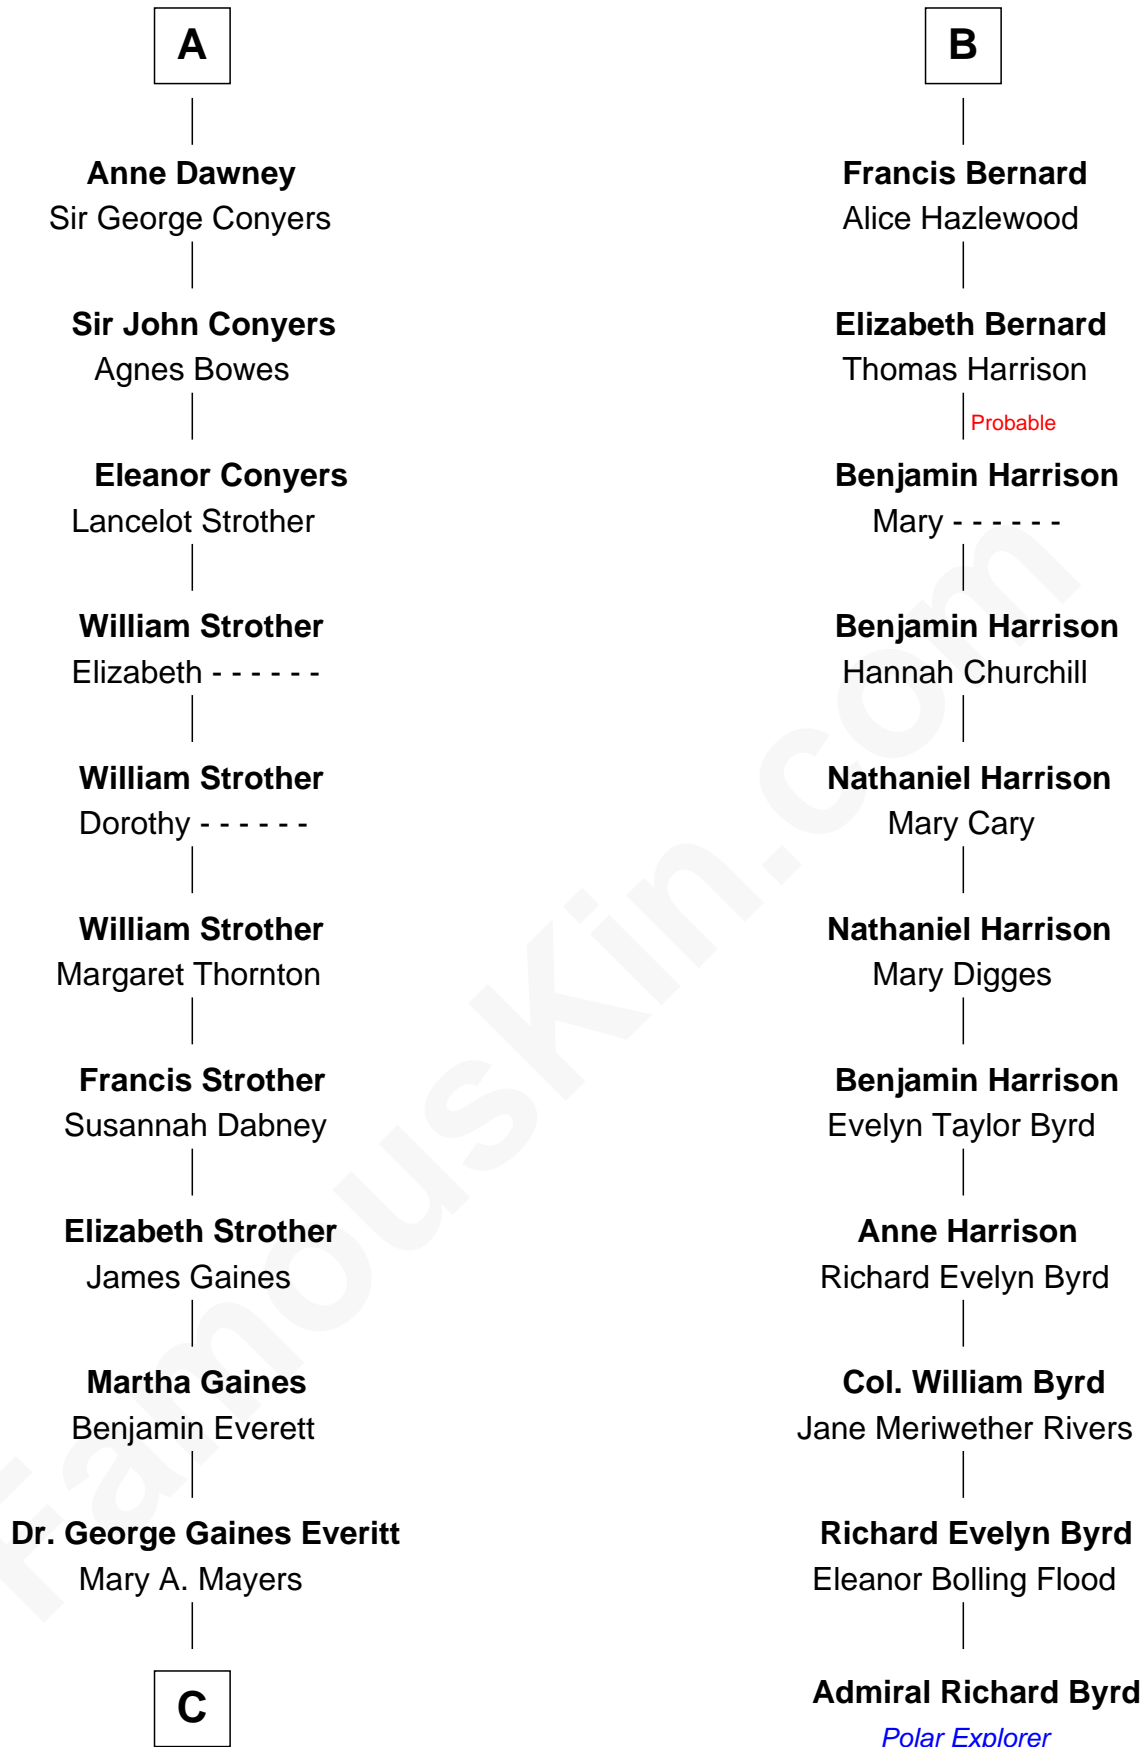 A
Anne Dawney
Sir George Conyers
Sir John Conyers
Agnes Bowes
Eleanor Conyers
Lancelot Strother
William Strother
Elizabeth - - - - - -
William Strother
Dorothy - - - - - -
William Strother
Margaret Thornton
Francis Strother
Susannah Dabney
Elizabeth Strother
James Gaines
Martha Gaines
Benjamin Everett
Dr. George Gaines Everitt
Mary A. Mayers
C
B
Francis Bernard
Alice Hazlewood
Elizabeth Bernard
Thomas Harrison
Probable
Benjamin Harrison
Mary - - - - - -
Benjamin Harrison
Hannah Churchill
Nathaniel Harrison
Mary Cary
Nathaniel Harrison
Mary Digges
Benjamin Harrison
Evelyn Taylor Byrd
Anne Harrison
Richard Evelyn Byrd
Col. William Byrd
Jane Meriwether Rivers
Richard Evelyn Byrd
Eleanor Bolling Flood
Admiral Richard Byrd
Polar Explorer
FamousKin.com